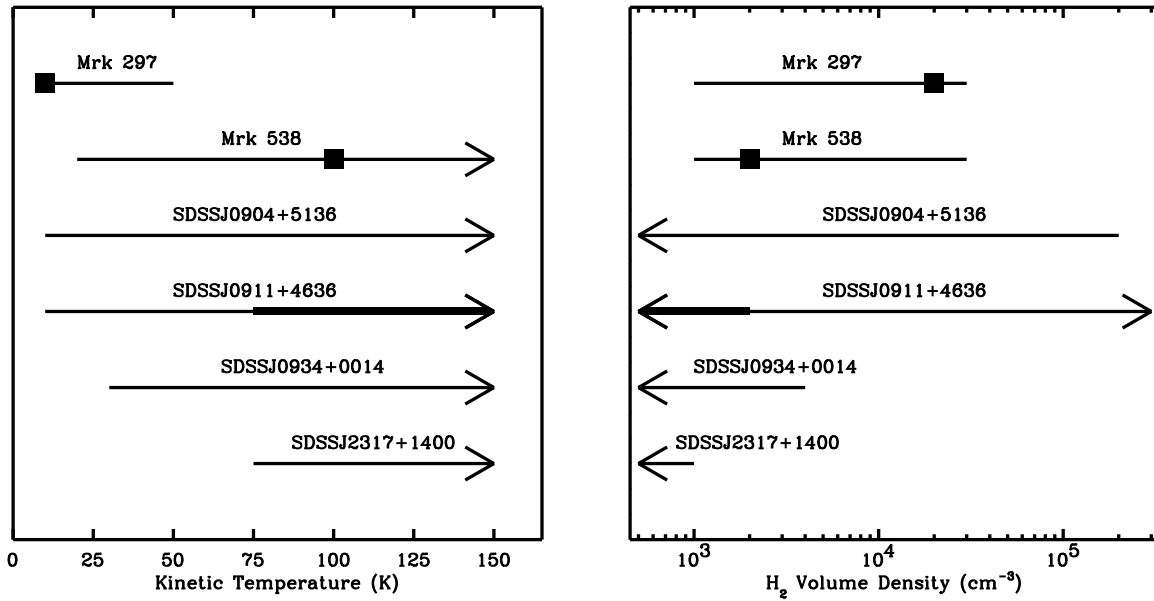 Mrk 297
Mrk 538
SDSSJ0904+5136
SDSSJ0911+4636
SDSSJ0934+0014
SDSSJ2317+1400
0 25 50 75 100 125 150
Kinetic Temperature (K)
Mrk 297
Mrk 538
SDSSJ0904+5136
SDSSJ0911+4636
SDSSJ0934+0014
SDSSJ2317+1400
10³ 10⁴ 10⁵
H₂ Volume Density (cm⁻³)